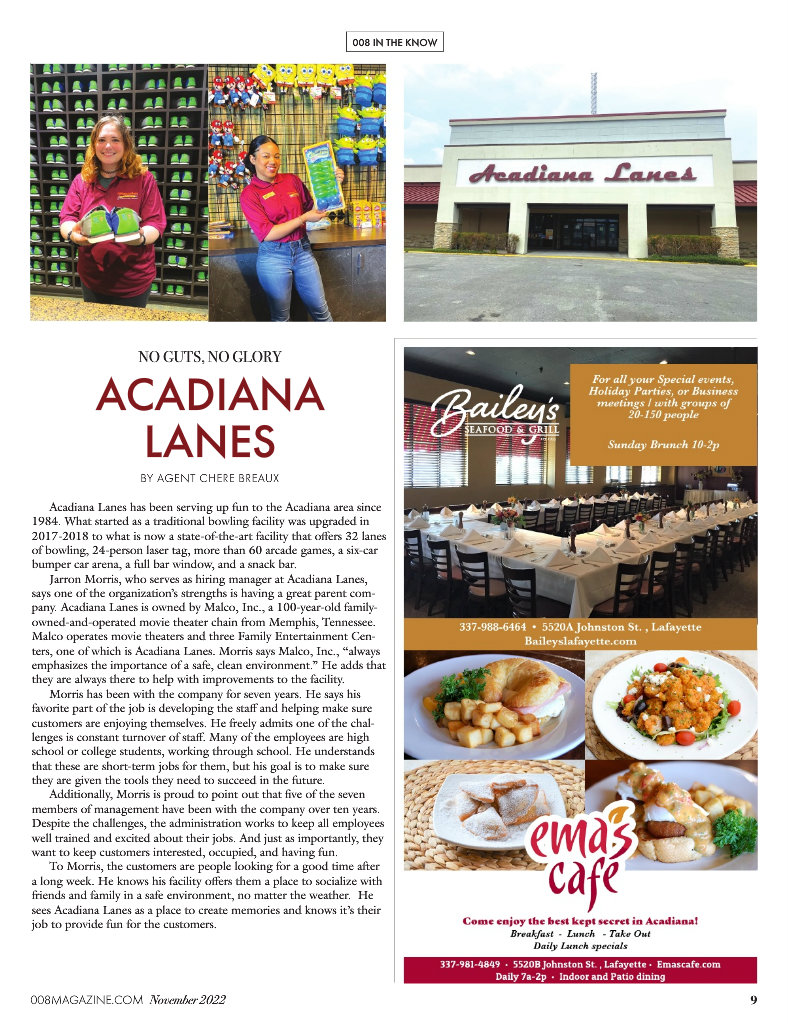 008 IN THE KNOW
Acadiana Lanes
NO GUTS, NO GLORY
ACADIANA
LANES
BY AGENT CHERE BREAUX
Acadiana Lanes has been serving up fun to the Acadiana area since
1984. What started as a traditional bowling facility was upgraded in
2017-2018 to what is now a state-of-the-art facility that offers 32 lanes
of bowling, 24-person laser tag, more than 60 arcade games, a six-car
bumper car arena, a full bar window, and a snack bar.
Jarron Morris, who serves as hiring manager at Acadiana Lanes,
says one of the organization's strengths is having a great parent com-
pany. Acadiana Lanes is owned by Malco, Inc., a 100-year-old family-
owned-and-operated movie theater chain from Memphis, Tennessee.
Malco operates movie theaters and three Family Entertainment Cen-
ters, one of which is Acadiana Lanes. Morris says Malco, Inc., “always
emphasizes the importance of a safe, clean environment.” He adds that
they are always there to help with improvements to the facility.
Morris has been with the company for seven years. He says his
favorite part of the job is developing the staff and helping make sure
customers are enjoying themselves. He freely admits one of the chal-
lenges is constant turnover of staff. Many of the employees are high
school or college students, working through school. He understands
that these are short-term jobs for them, but his goal is to make sure
they are given the tools they need to succeed in the future.
Additionally, Morris is proud to point out that five of the seven
members of management have been with the company over ten years.
Despite the challenges, the administration works to keep all employees
well trained and excited about their jobs. And just as importantly, they
want to keep customers interested, occupied, and having fun.
To Morris, the customers are people looking for a good time after
a long week. He knows his facility offers them a place to socialize with
friends and family in a safe environment, no matter the weather.  He
sees Acadiana Lanes as a place to create memories and knows it's their
job to provide fun for the customers.
Bailey's
SEAFOOD & GRILL
For all your Special events,
Holiday Parties, or Business
meetings | with groups of
20-150 people
Sunday Brunch 10-2p
337-988-6464 • 5520A Johnston St. , Lafayette
Baileyslafayette.com
ema's
café
Come enjoy the best kept secret in Acadiana!
Breakfast - Lunch - Take Out
Daily Lunch specials
337-981-4849 • 5520B Johnston St. , Lafayette • Emascafe.com
Daily 7a-2p • Indoor and Patio dining
008MAGAZINE.COM November 2022
9